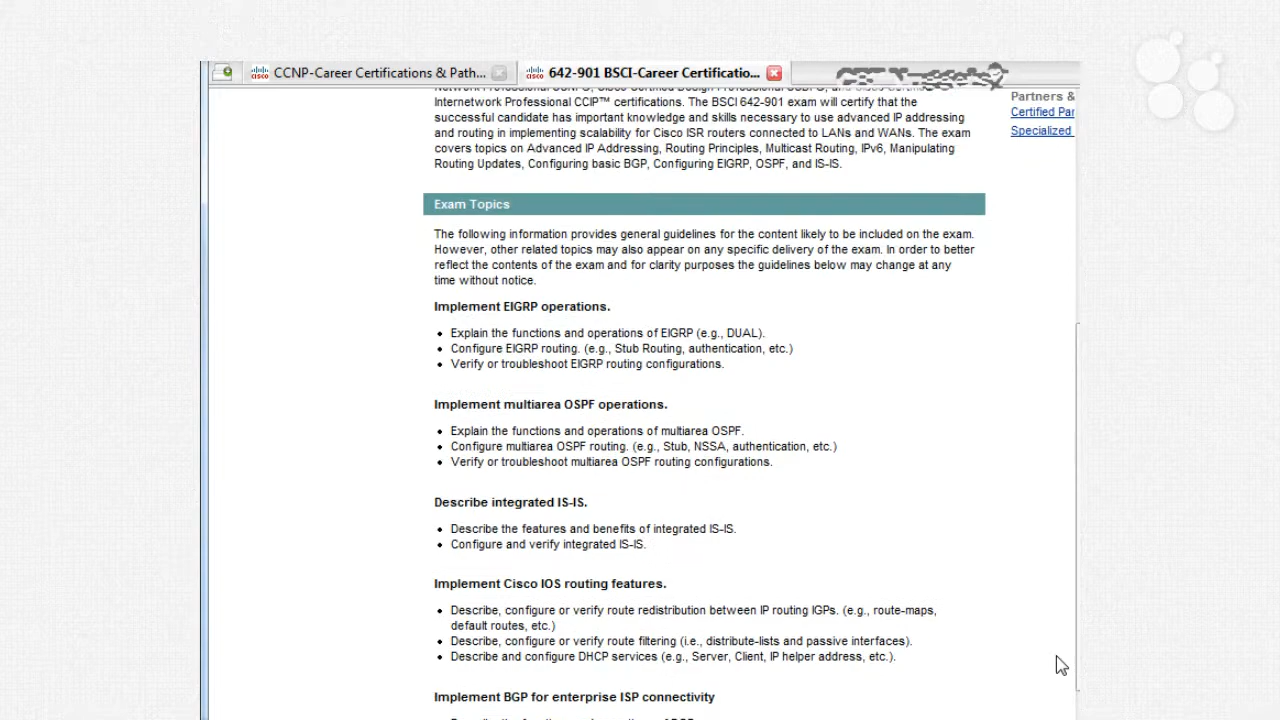 CCNP-Career Certifications & Path...
642-901 BSCI-Career Certificatio...
Internetwork Professional CCIP™ certifications. The BSCI 642-901 exam will certify that the
successful candidate has important knowledge and skills necessary to use advanced IP addressing
and routing in implementing scalability for Cisco ISR routers connected to LANs and WANs. The exam
covers topics on Advanced IP Addressing, Routing Principles, Multicast Routing, IPv6, Manipulating
Routing Updates, Configuring basic BGP, Configuring EIGRP, OSPF, and IS-IS.
Partners &
Certified Par
Specialized
Exam Topics
The following information provides general guidelines for the content likely to be included on the exam.
However, other related topics may also appear on any specific delivery of the exam. In order to better
reflect the contents of the exam and for clarity purposes the guidelines below may change at any
time without notice.
Implement EIGRP operations.
Explain the functions and operations of EIGRP (e.g., DUAL).
Configure EIGRP routing. (e.g., Stub Routing, authentication, etc.)
Verify or troubleshoot EIGRP routing configurations.
Implement multiarea OSPF operations.
Explain the functions and operations of multiarea OSPF.
Configure multiarea OSPF routing. (e.g., Stub, NSSA, authentication, etc.)
Verify or troubleshoot multiarea OSPF routing configurations.
Describe integrated IS-IS.
Describe the features and benefits of integrated IS-IS.
Configure and verify integrated IS-IS.
Implement Cisco IOS routing features.
Describe, configure or verify route redistribution between IP routing IGPs. (e.g., route-maps,
default routes, etc.)
Describe, configure or verify route filtering (i.e., distribute-lists and passive interfaces).
Describe and configure DHCP services (e.g., Server, Client, IP helper address, etc.).
Implement BGP for enterprise ISP connectivity